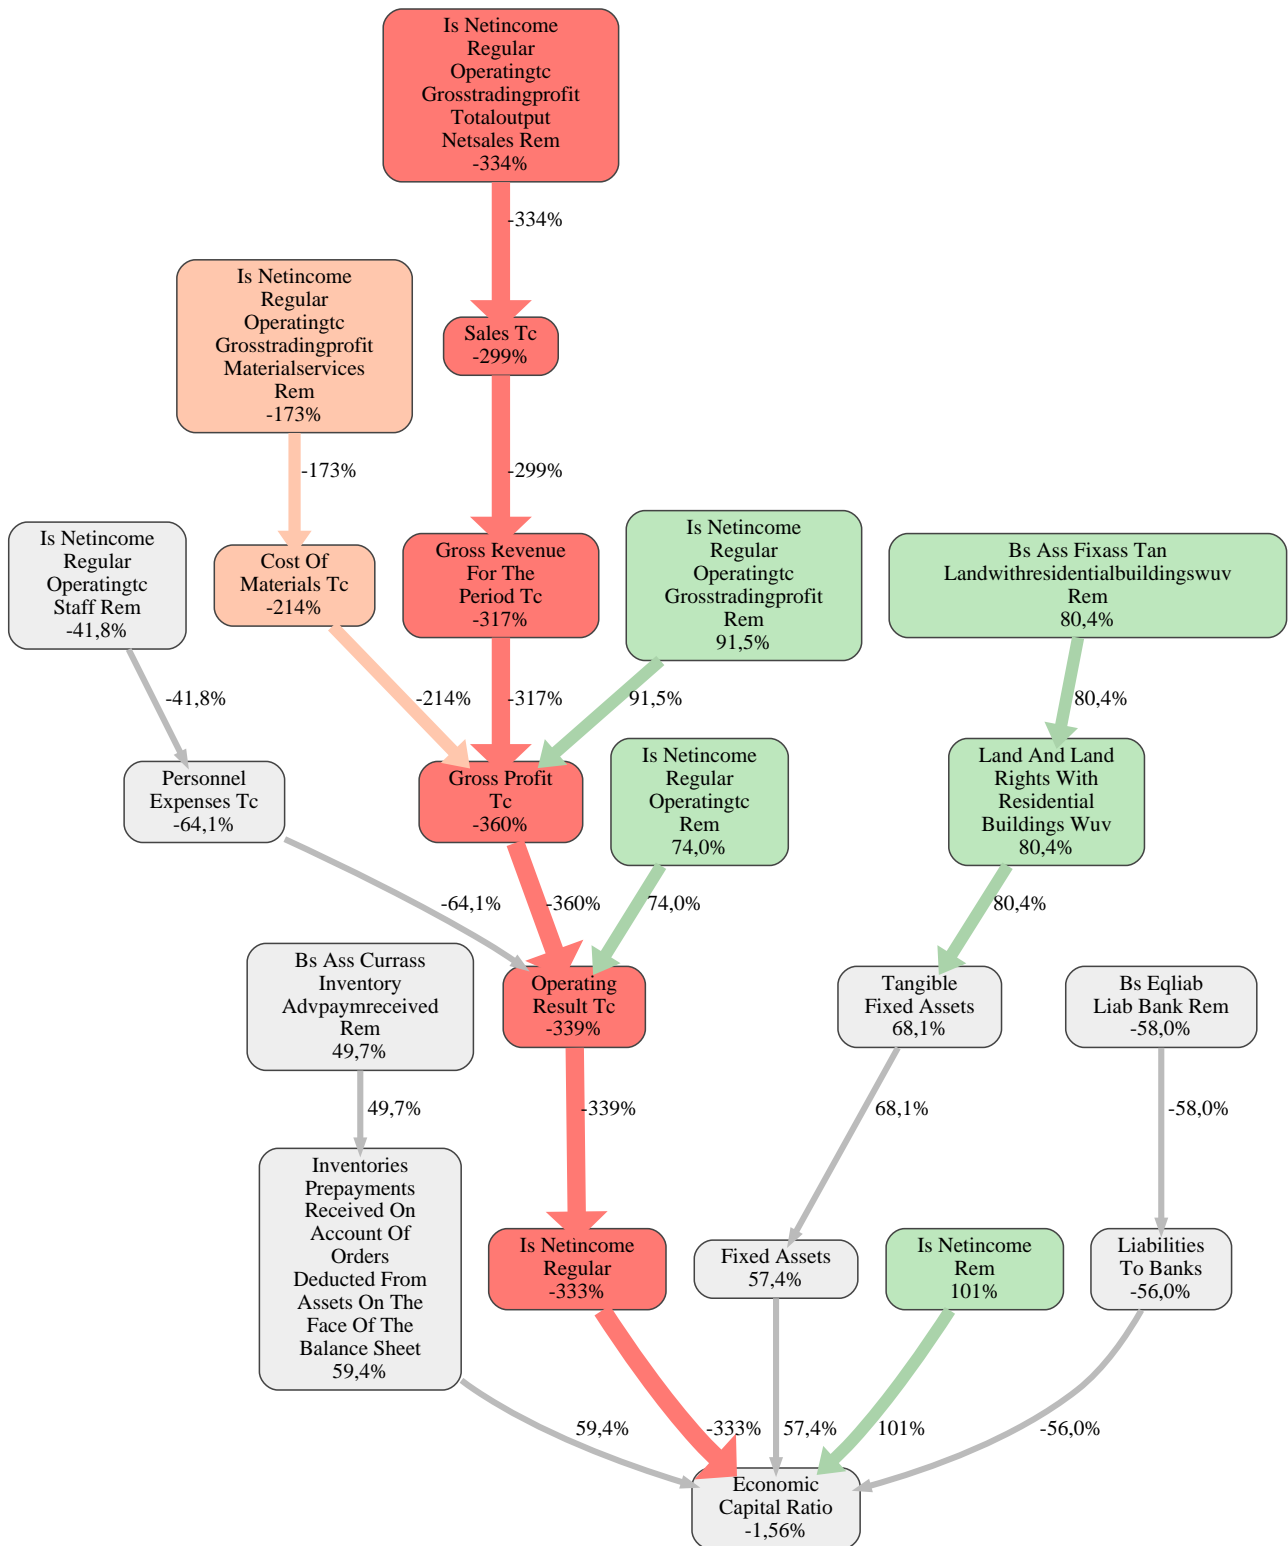 Is Netincome
Regular
Operatingtc
Grosstradingprofit
Totaloutput
Netsales Rem
-334%
-334%
Is Netincome
Regular
Operatingtc
Grosstradingprofit
Materialservices
Rem
-173%
Sales Tc
-299%
-173%
-299%
Is Netincome
Regular
Operatingtc
Staff Rem
-41,8%
Cost Of
Materials Tc
-214%
Gross Revenue
For The
Period Tc
-317%
Is Netincome
Regular
Operatingtc
Grosstradingprofit
Rem
91,5%
Bs Ass Fixass Tan
Landwithresidentialbuildingswuv
Rem
80,4%
-41,8%
-214%
-317%
91,5%
80,4%
Personnel
Expenses Tc
-64,1%
Gross Profit
Tc
-360%
Is Netincome
Regular
Operatingtc
Rem
74,0%
Land And Land
Rights With
Residential
Buildings Wuv
80,4%
-64,1%
-360%
74,0%
80,4%
Bs Ass Currass
Inventory
Advpaymreceived
Rem
49,7%
Operating
Result Tc
-339%
Tangible
Fixed Assets
68,1%
Bs Eqliab
Liab Bank Rem
-58,0%
49,7%
-339%
68,1%
-58,0%
Inventories
Prepayments
Received On
Account Of
Orders
Deducted From
Assets On The
Face Of The
Balance Sheet
59,4%
Is Netincome
Regular
-333%
Fixed Assets
57,4%
Is Netincome
Rem
101%
Liabilities
To Banks
-56,0%
59,4%
-333%
57,4%
101%
-56,0%
Economic
Capital Ratio
-1,56%